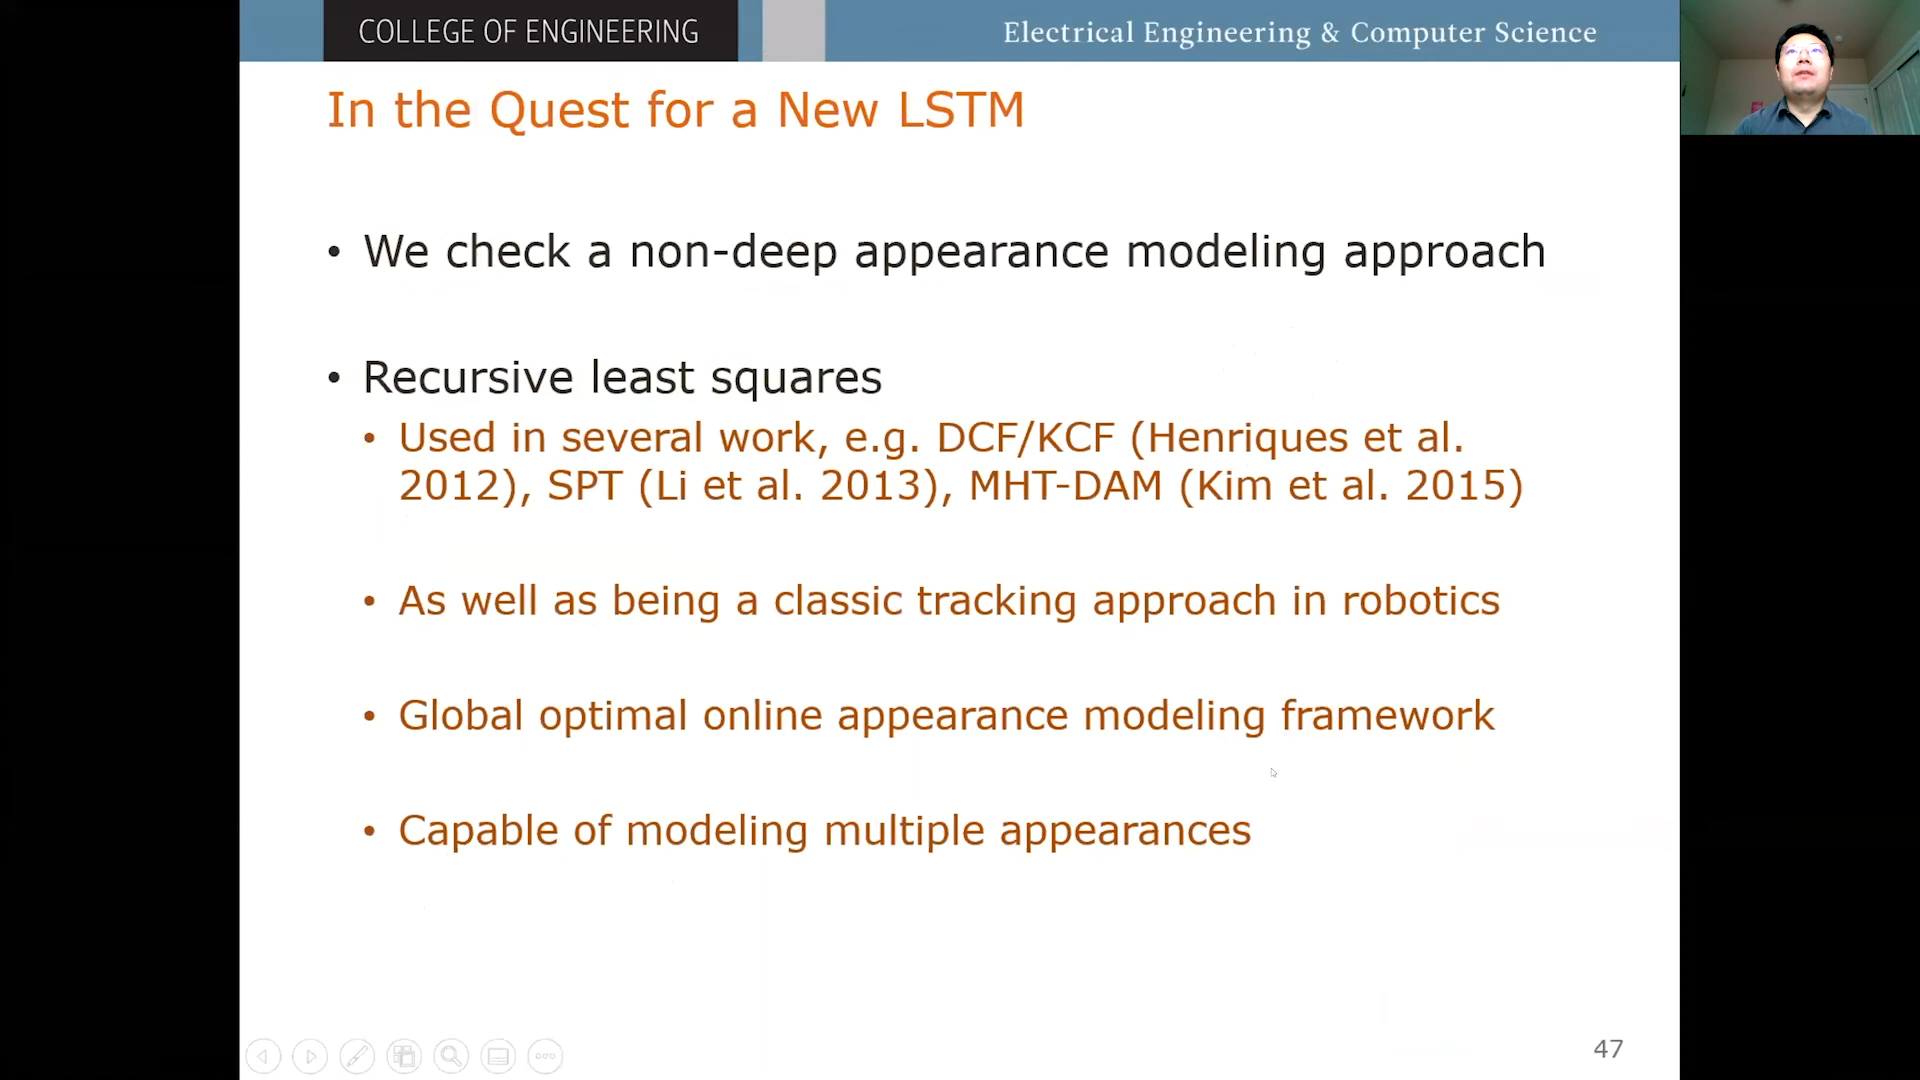 COLLEGE OF ENGINEERING
Electrical Engineering & Computer Science
In the Quest for a New LSTM
• We check a non-deep appearance modeling approach
• Recursive least squares
• Used in several work, e.g. DCF/KCF (Henriques et al.
2012), SPT (Li et al. 2013), MHT-DAM (Kim et al. 2015)
• As well as being a classic tracking approach in robotics
• Global optimal online appearance modeling framework
• Capable of modeling multiple appearances
47